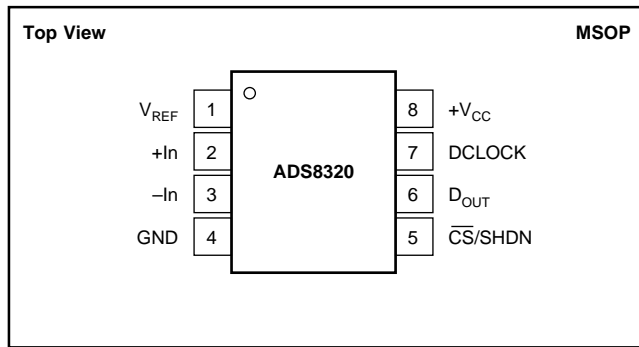 Top View MSOP
V_REF 1 8 +V_CC
+In 2 7 DCLOCK
ADS8320
–In 3 6 D_OUT
GND 4 5 C̅S̅/SHDN